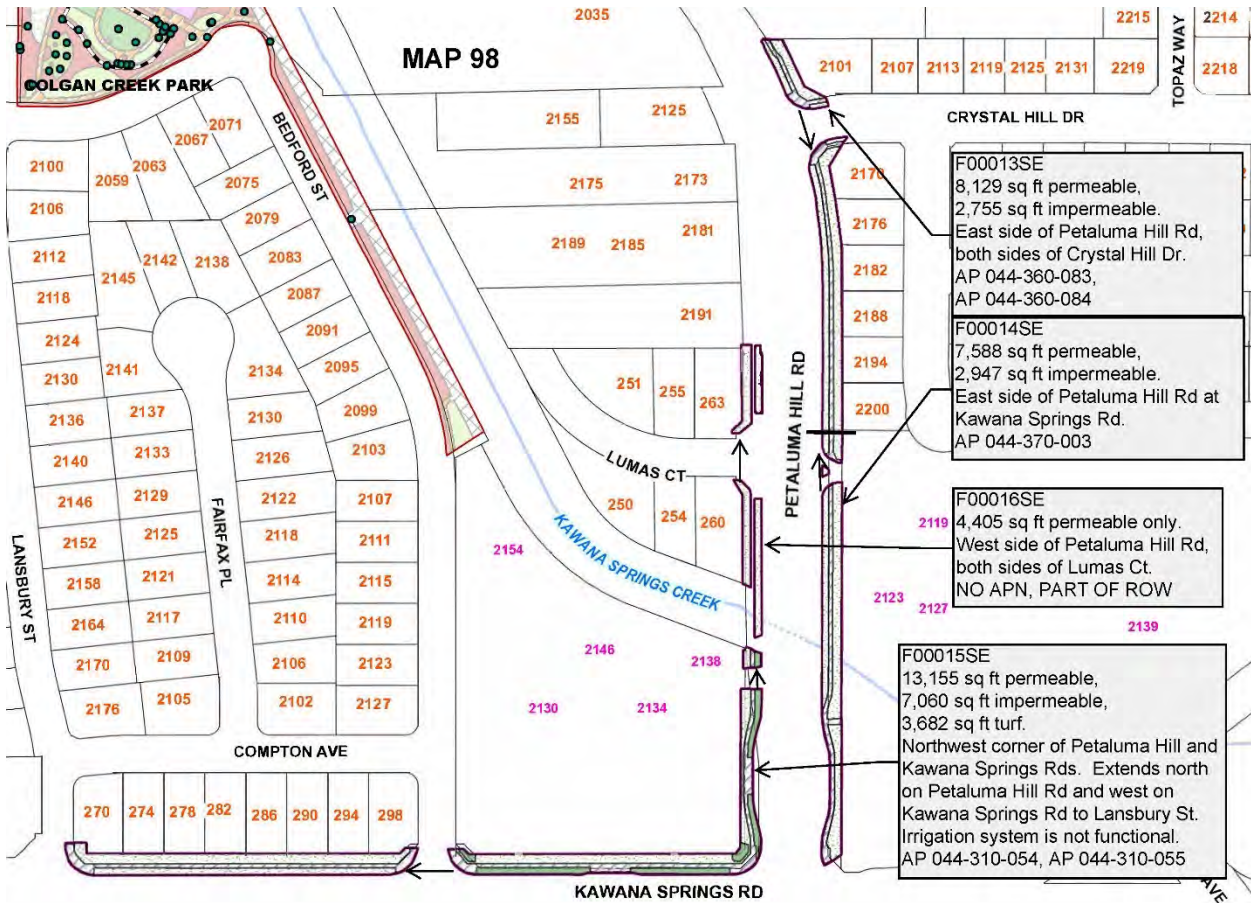 MAP 98
COLGAN CREEK PARK
2035
2215
2214
2101
2107
2113
2119
2125
2131
2219
2218
TOPAZ WAY
CRYSTAL HILL DR
2155
2125
2175
2173
2189
2185
2181
2191
251
255
263
LUMAS CT
250
254
260
BEDFORD ST
2100
2106
2112
2118
2124
2130
2136
2140
2146
2152
2158
2164
2170
2176
2059
2063
2067
2071
2075
2079
2083
2087
2091
2095
2099
2103
2107
2111
2115
2119
2123
2127
2145
2142
2138
2141
2137
2133
2129
2125
2121
2117
2109
2105
2134
2130
2126
2122
2118
2114
2110
2106
2102
LANSBURY ST
FAIRFAX PL
COMPTON AVE
270
274
278
282
286
290
294
298
KAWANA SPRINGS CREEK
2154
2146
2138
2130
2134
PETALUMA HILL RD
2170
2176
2182
2188
2194
2200
2119
2123
2127
2139
F00013SE
8,129 sq ft permeable,
2,755 sq ft impermeable.
East side of Petaluma Hill Rd,
both sides of Crystal Hill Dr.
AP 044-360-083,
AP 044-360-084
F00014SE
7,588 sq ft permeable,
2,947 sq ft impermeable.
East side of Petaluma Hill Rd at
Kawana Springs Rd.
AP 044-370-003
F00016SE
4,405 sq ft permeable only.
West side of Petaluma Hill Rd,
both sides of Lumas Ct.
NO APN, PART OF ROW
F00015SE
13,155 sq ft permeable,
7,060 sq ft impermeable,
3,682 sq ft turf.
Northwest corner of Petaluma Hill and
Kawana Springs Rds. Extends north
on Petaluma Hill Rd and west on
Kawana Springs Rd to Lansbury St.
Irrigation system is not functional.
AP 044-310-054, AP 044-310-055
KAWANA SPRINGS RD
AVE